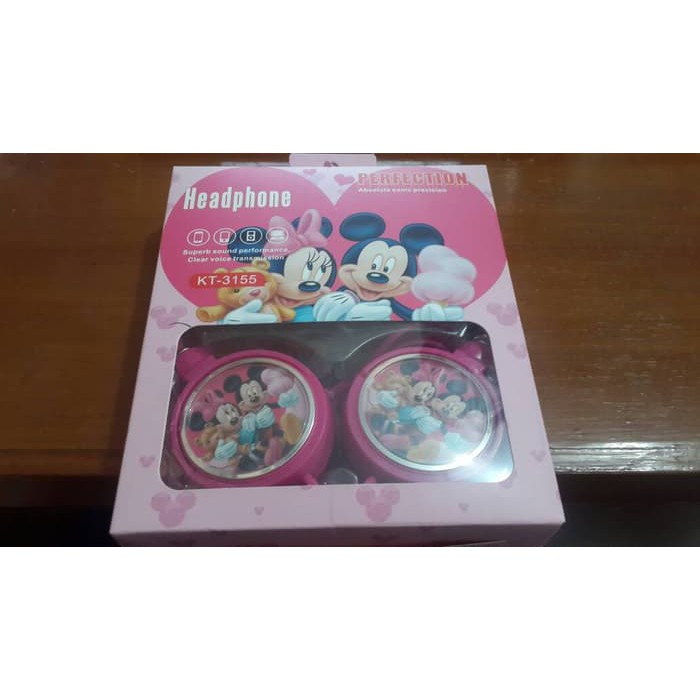 Headphone
PERFECTION
Absolute sonic precision
Superb sound performance,
Clear voice transmission
KT-3155